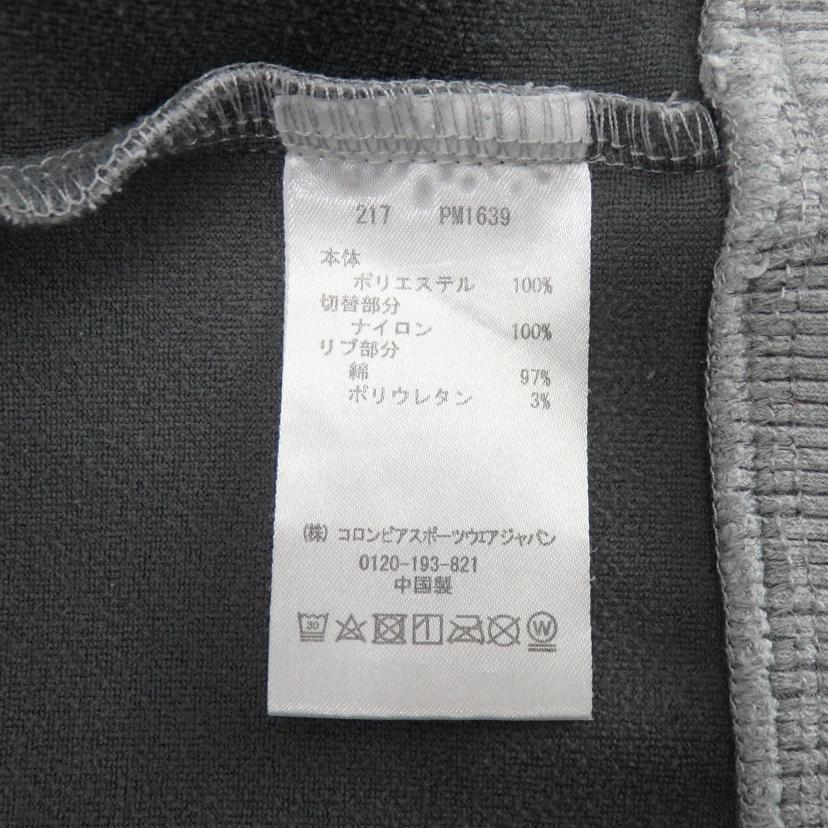 217 PM1639
本体
ポリエステル 100%
切替部分
ナイロン 100%
リブ部分
綿 97%
ポリウレタン 3%
(株) コロンビアスポーツウエアジャパン
0120-193-821
中国製
30 W